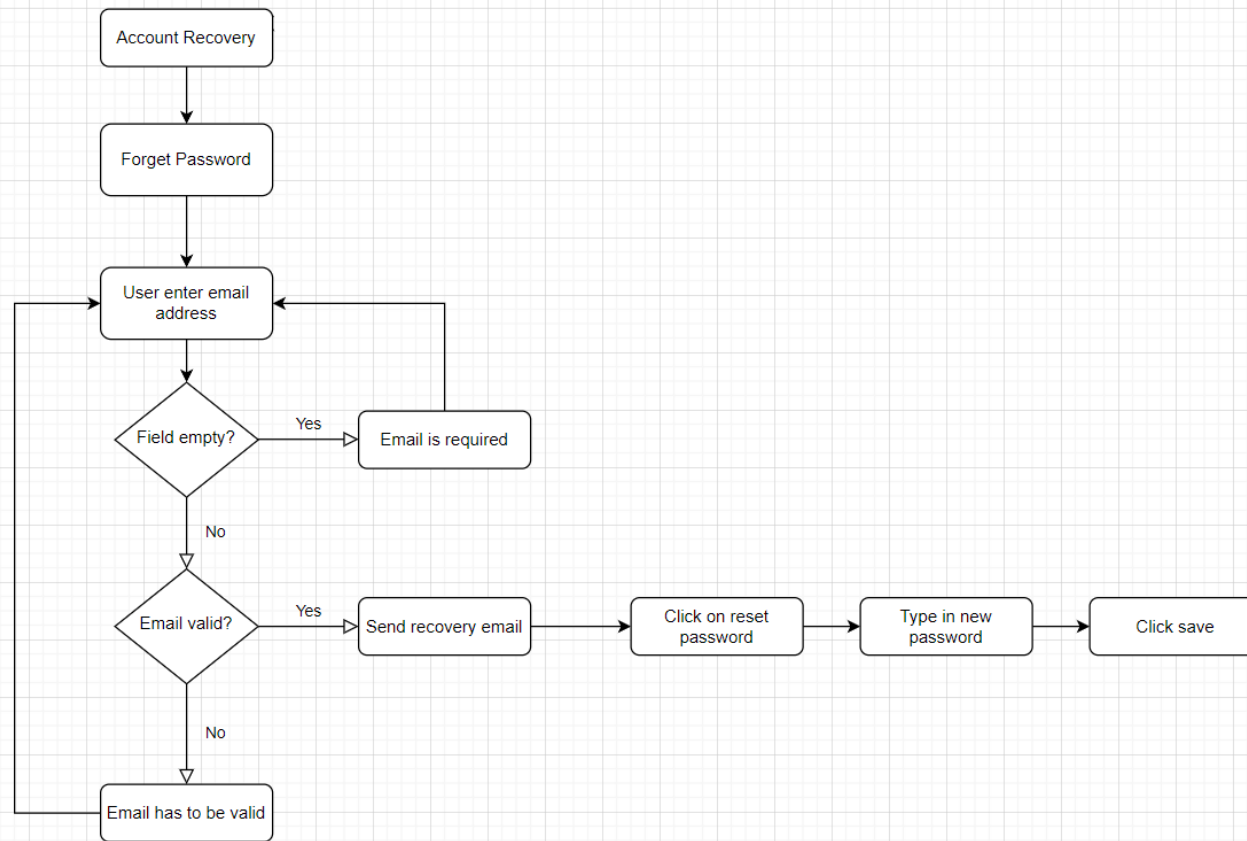 Account Recovery
Forget Password
User enter email
address
Field empty?
Yes
Email is required
No
Email valid?
Yes
Send recovery email
Click on reset
password
Type in new
password
Click save
No
Email has to be valid